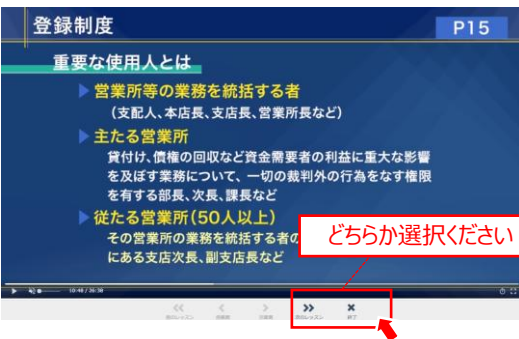 登録制度
P15
重要な使用人とは
営業所等の業務を統括する者
（支配人、本店長、支店長、営業所長など）
主たる営業所
貸付け、債権の回収など資金需要者の利益に重大な影響
を及ぼす業務について、一切の裁判外の行為をなす権限
を有する部長、次長、課長など
従たる営業所（50人以上）
その営業所の業務を統括する者の
にある支店次長、副支店長など
どちらか選択ください
10:48 / 36:38
終了